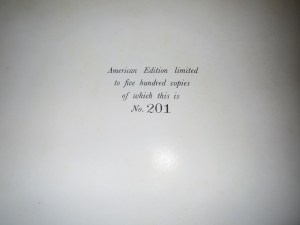 American Edition limited
to five hundred copies
of which this is
No. 201